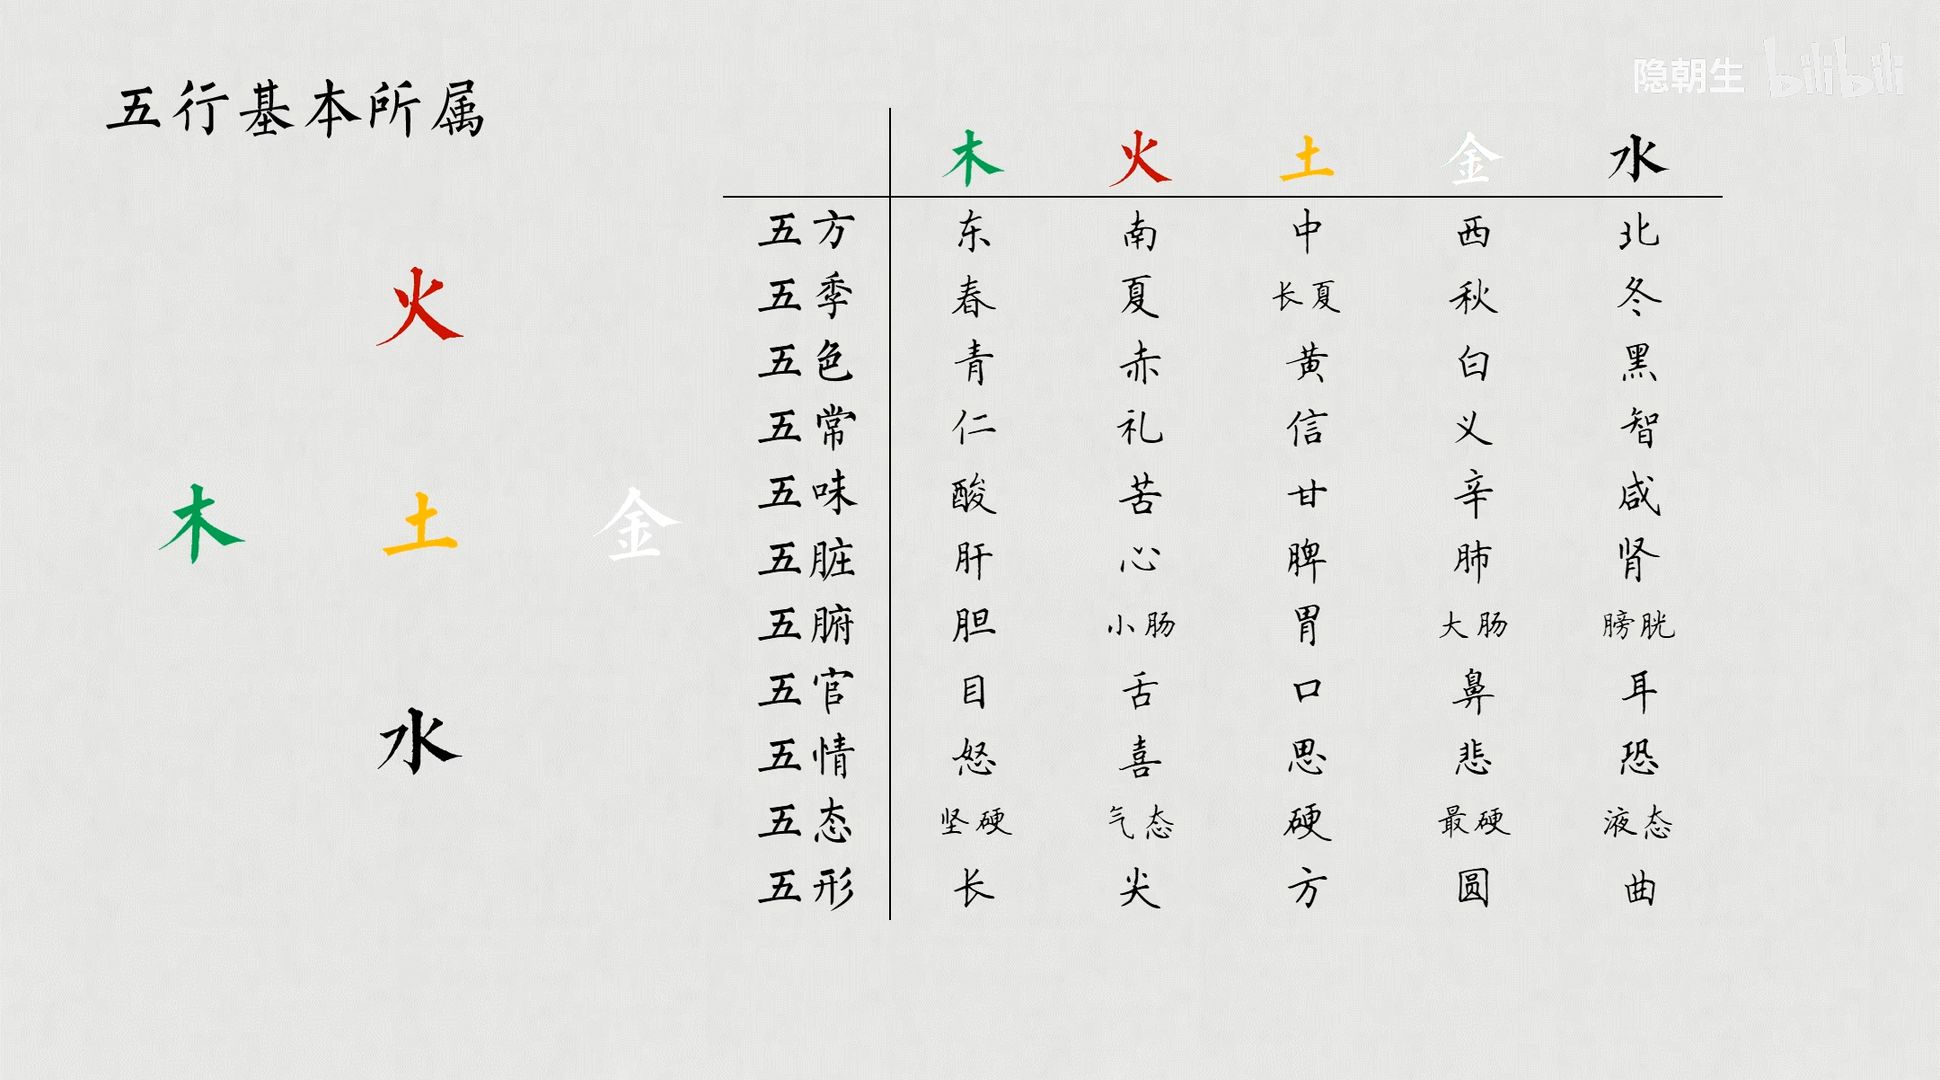 五行基本所属
隐朝生 bilibili
火
木 土 金
水
木 火 土 金 水
五方 东 南 中 西 北
五季 春 夏 长夏 秋 冬
五色 青 赤 黄 白 黑
五常 仁 礼 信 义 智
五味 酸 苦 甘 辛 咸
五脏 肝 心 脾 肺 肾
五腑 胆 小肠 胃 大肠 膀胱
五官 目 舌 口 鼻 耳
五情 怒 喜 思 悲 恐
五态 坚硬 气态 硬 最硬 液态
五形 长 尖 方 圆 曲